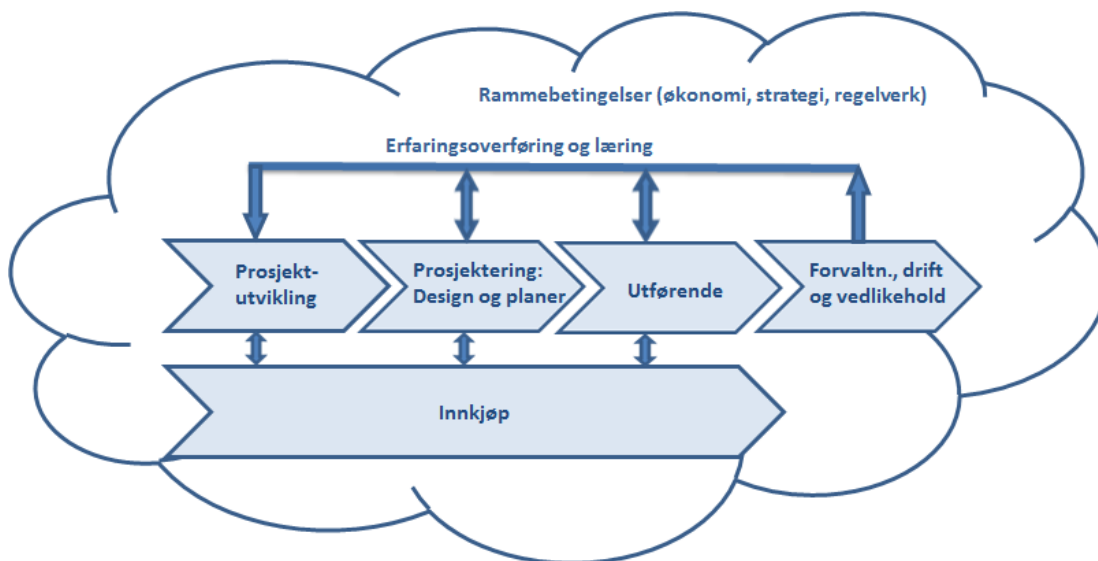 Rammebetingelser (økonomi, strategi, regelverk)
Erfaringsoverføring og læring
Prosjekt-
utvikling
Prosjektering:
Design og planer
Utførende
Forvaltn., drift
og vedlikehold
Innkjøp